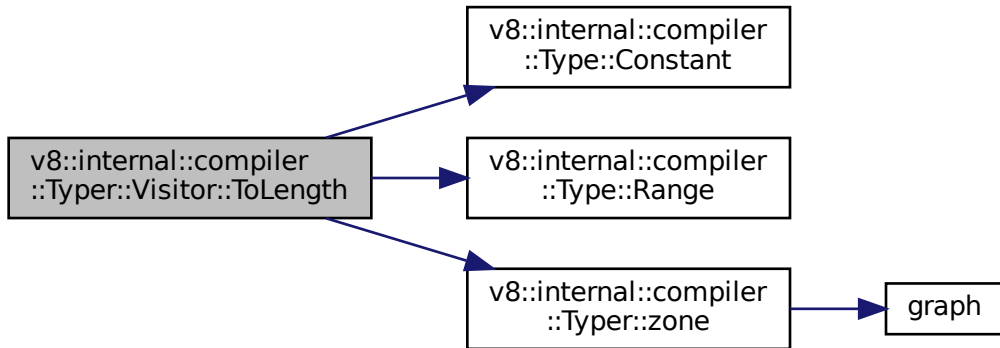 v8::internal::compiler
::Typer::Visitor::ToLength
v8::internal::compiler
::Type::Constant
v8::internal::compiler
::Type::Range
v8::internal::compiler
::Typer::zone
graph